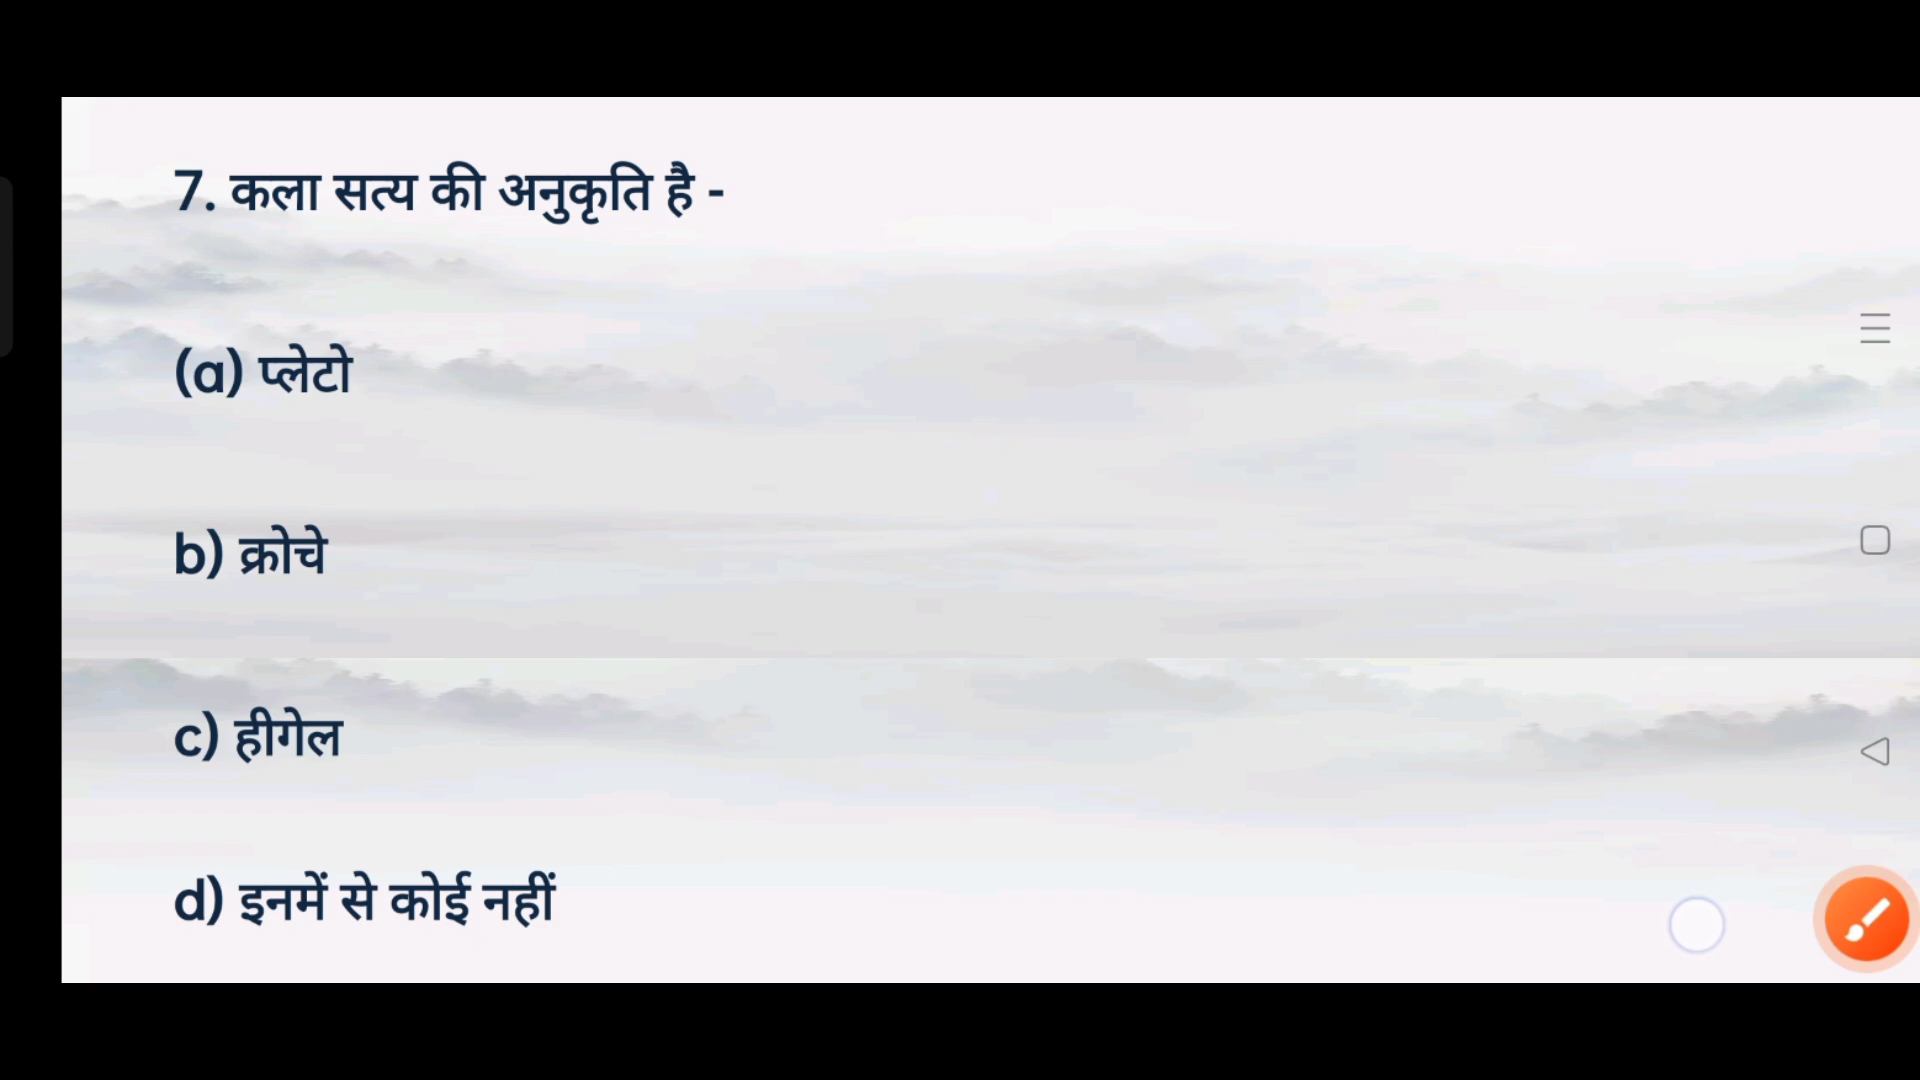 7. कला सत्य की अनुकृति है -
(a) प्लेटो
b) क्रोचे
c) हीगेल
d) इनमें से कोई नहीं